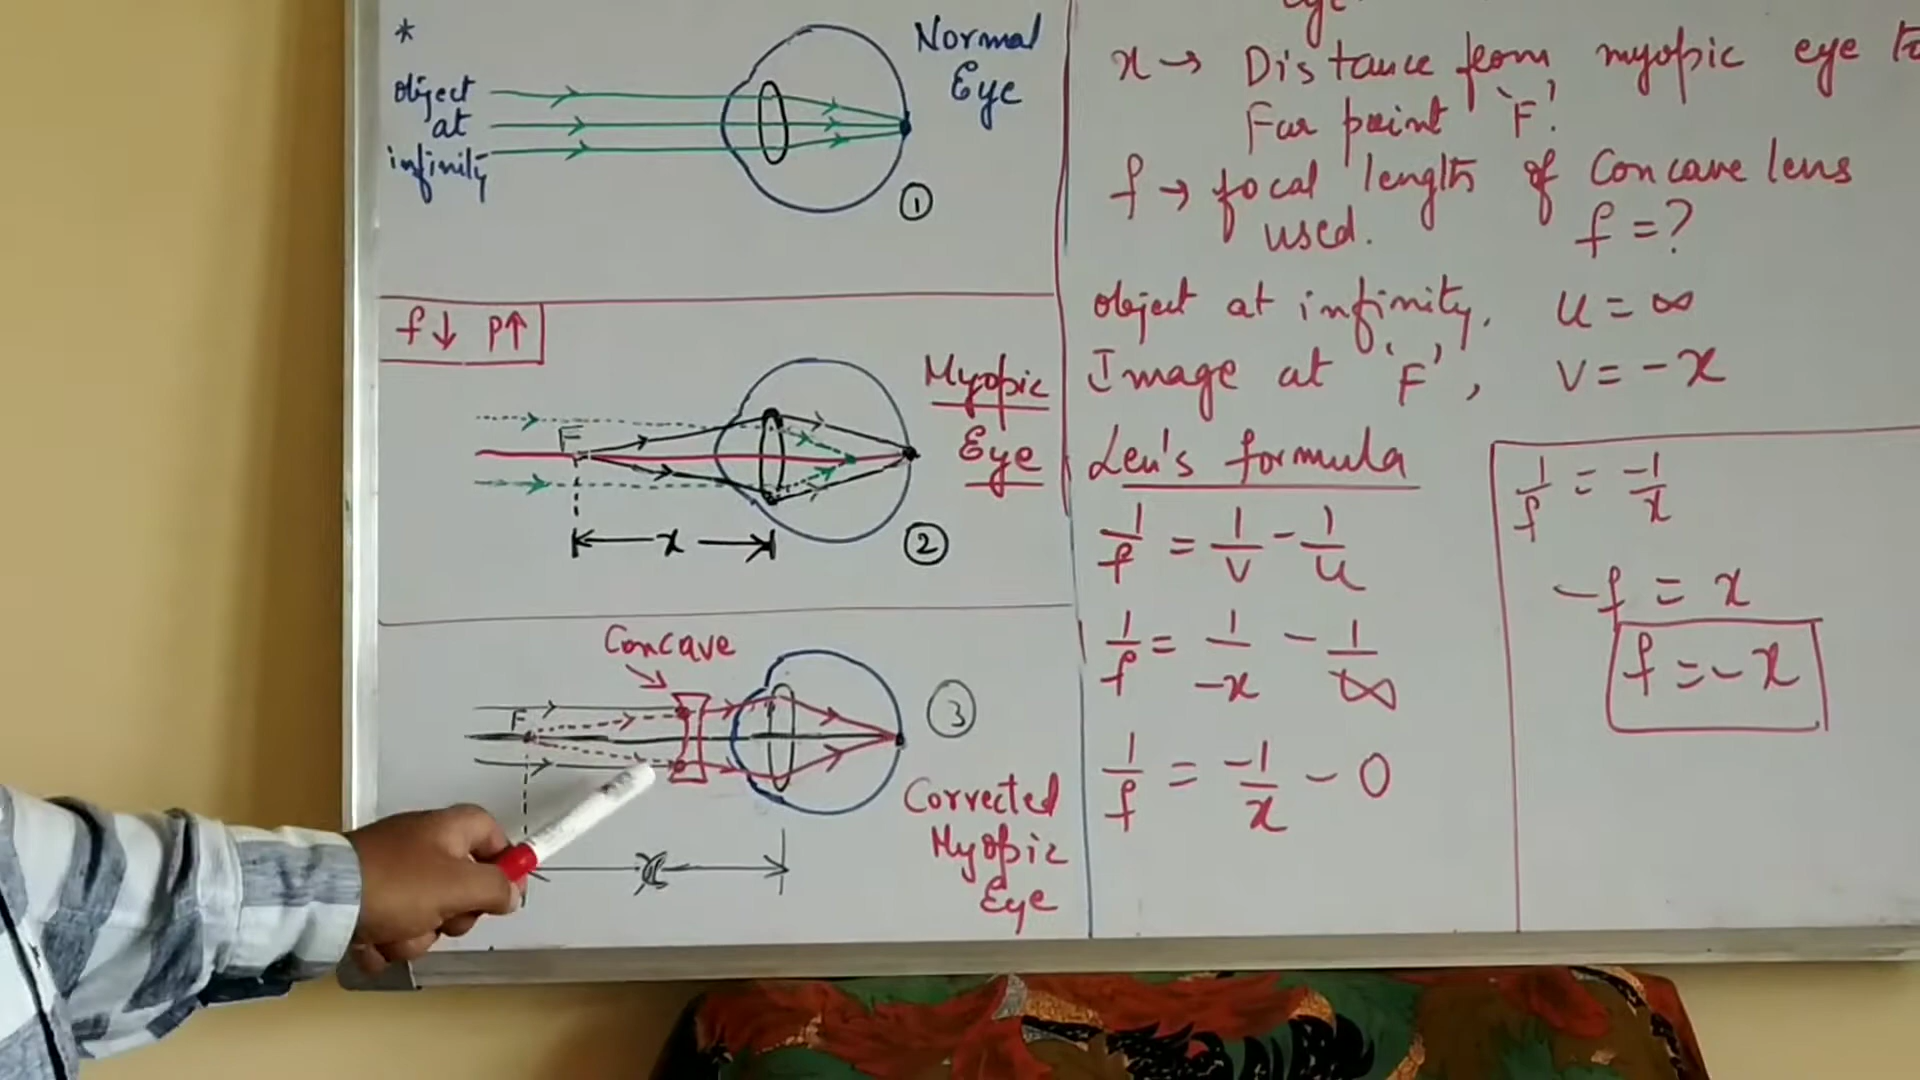 *
object
at
infinity
Normal
Eye
①
f↓ P↑
F
Myopic
Eye
x
②
Concave
F
③
x
Corrected
Myopic
Eye
eye
x → Distance from myopic eye to
Far point 'F'.
f → focal length of Concave lens
used. f = ?
object at infinity, u = ∞
Image at 'F', v = -x
Len's formula
1/f = 1/v - 1/u
1/f = 1/-x - 1/∞
1/f = -1/x - 0
1/f = -1/x
-f = x
f = -x